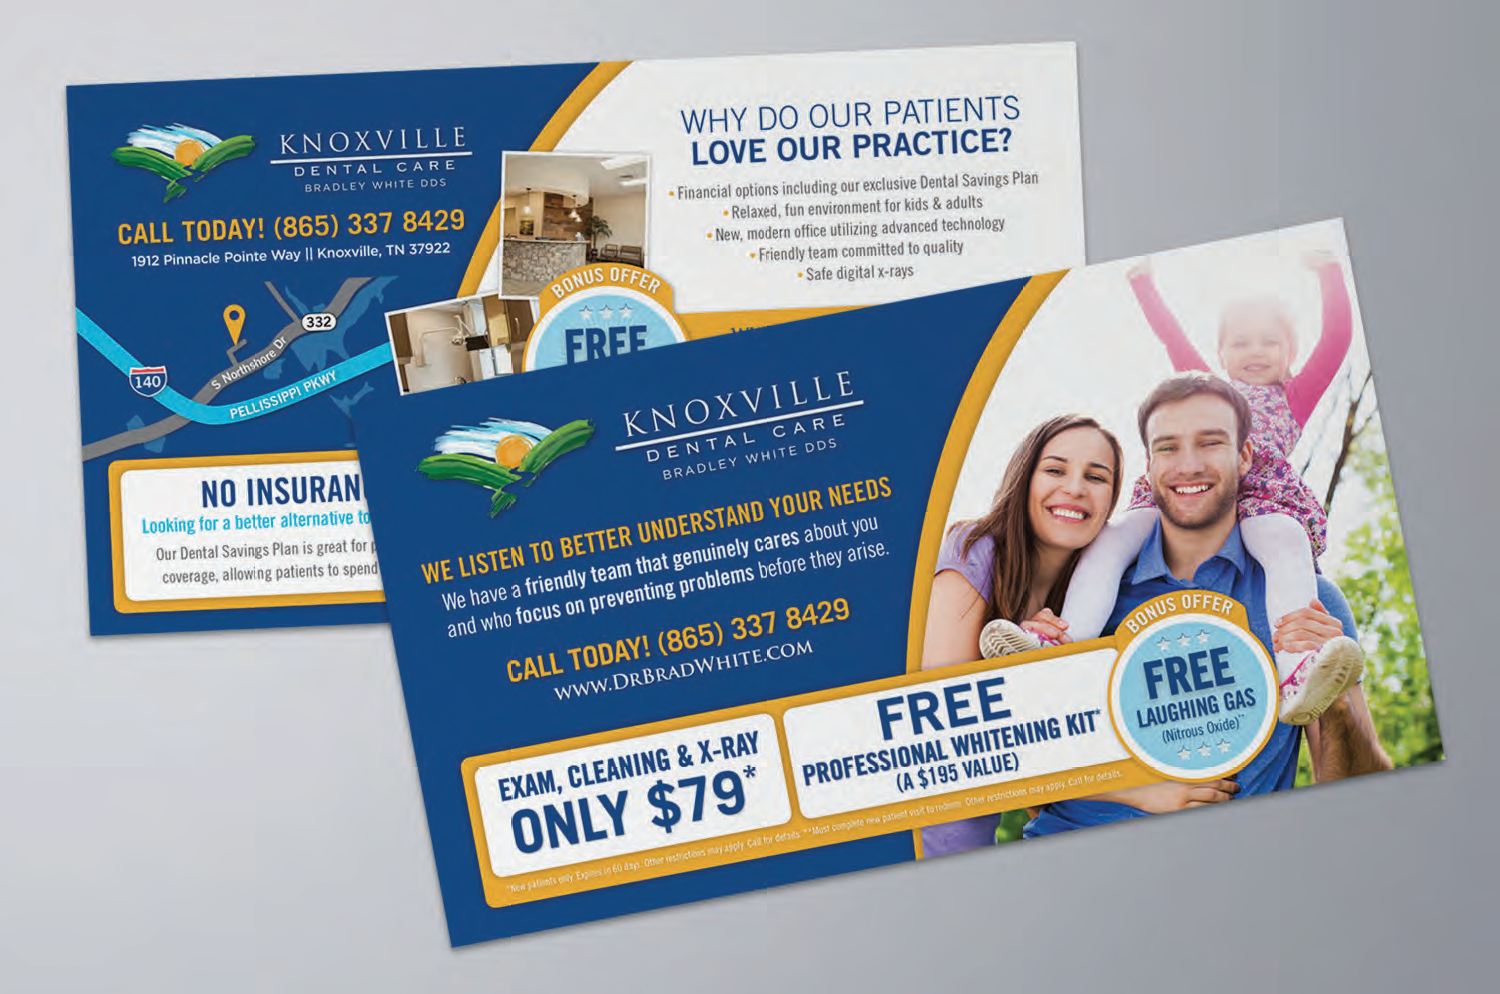 KNOXVILLE
DENTAL CARE
BRADLEY WHITE DDS
CALL TODAY! (865) 337 8429
1912 Pinnacle Pointe Way || Knoxville, TN 37922
332
140
S Northshore Dr
PELLISSIPPI PKWY
NO INSURAN
Looking for a better alternative to
Our Dental Savings Plan is great for p
coverage, allowing patients to spend
WHY DO OUR PATIENTS
LOVE OUR PRACTICE?
• Financial options including our exclusive Dental Savings Plan
• Relaxed, fun environment for kids & adults
• New, modern office utilizing advanced technology
• Friendly team committed to quality
• Safe digital x-rays
BONUS OFFER
FREE
KNOXVILLE
DENTAL CARE
BRADLEY WHITE DDS
WE LISTEN TO BETTER UNDERSTAND YOUR NEEDS
We have a friendly team that genuinely cares about you
and who focus on preventing problems before they arise.
CALL TODAY! (865) 337 8429
WWW.DRBRADWHITE.COM
EXAM, CLEANING & X-RAY
ONLY $79*
FREE
PROFESSIONAL WHITENING KIT*
(A $195 VALUE)
BONUS OFFER
FREE
LAUGHING GAS
(Nitrous Oxide)**
*New patients only. Expires in 60 days. Other restrictions may apply. Call for details. **Must complete new patient visit to redeem. Other restrictions may apply. Call for details.